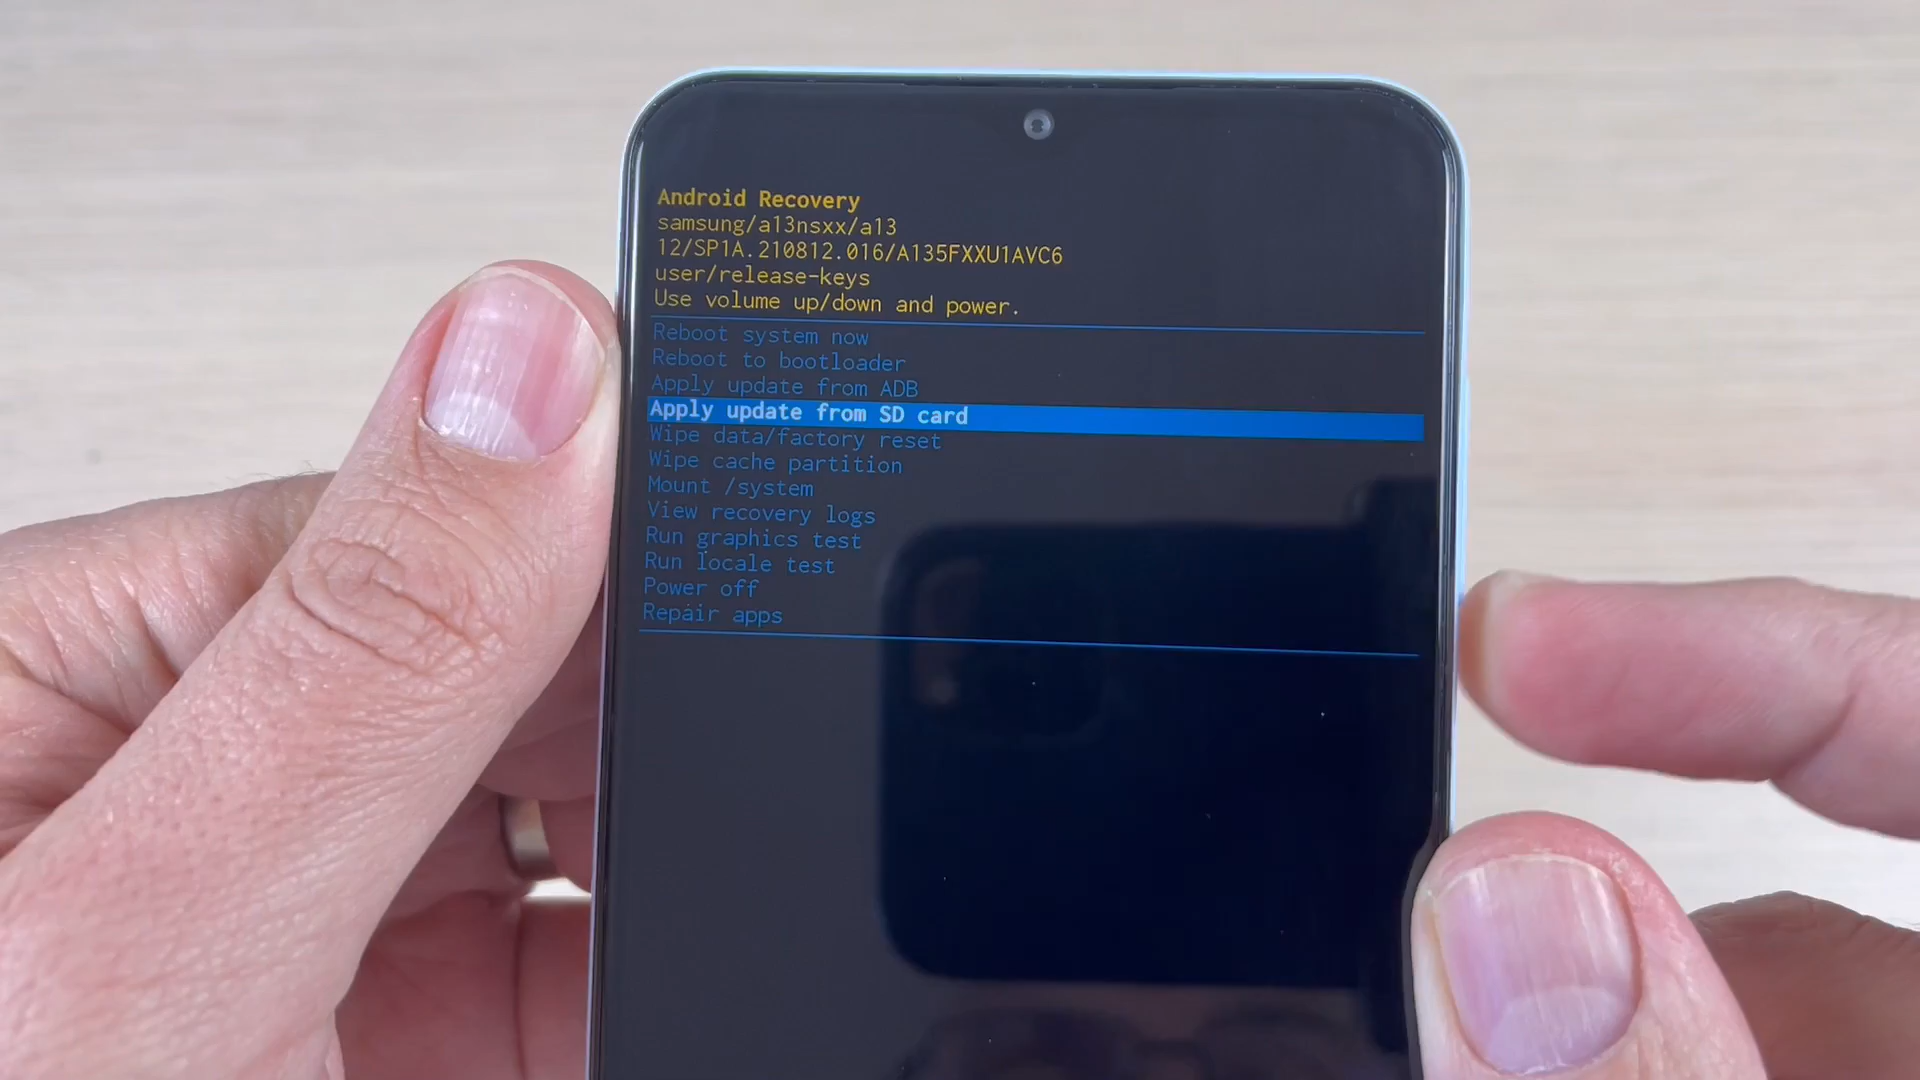 Android Recovery
samsung/a13nsxx/a13
12/SP1A.210812.016/A135FXXU1AVC6
user/release-keys
Use volume up/down and power.
Reboot system now
Reboot to bootloader
Apply update from ADB
Apply update from SD card
Wipe data/factory reset
Wipe cache partition
Mount /system
View recovery logs
Run graphics test
Run locale test
Power off
Repair apps